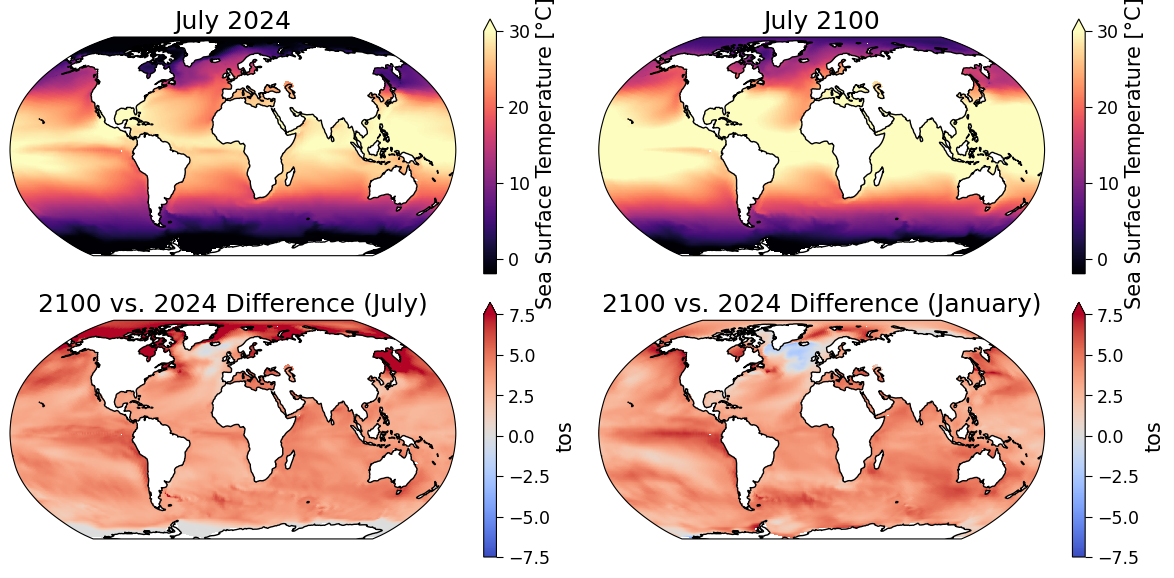 July 2024
30
20
10
0
Sea Surface Temperature [°C]
July 2100
30
20
10
0
Sea Surface Temperature [°C]
2100 vs. 2024 Difference (July)
7.5
5.0
2.5
0.0
−2.5
−5.0
−7.5
tos
2100 vs. 2024 Difference (January)
7.5
5.0
2.5
0.0
−2.5
−5.0
−7.5
tos